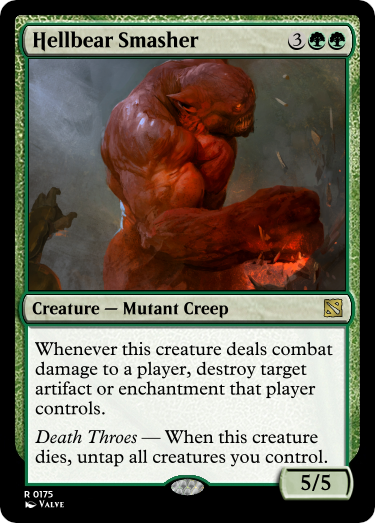 Hellbear Smasher 3
Creature — Mutant Creep
Whenever this creature deals combat
damage to a player, destroy target
artifact or enchantment that player
controls.
Death Throes — When this creature
dies, untap all creatures you control.
5/5
R 0175
Valve